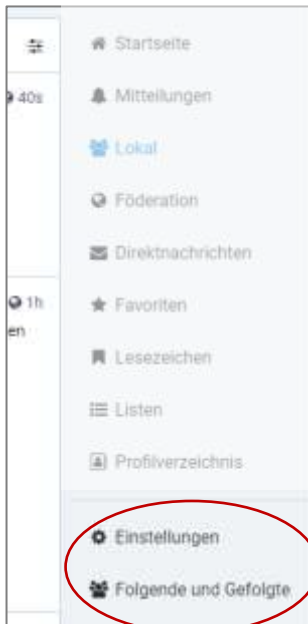 Startseite
40s
Mitteilungen
Lokal
Föderation
Direktnachrichten
1h
Favoriten
en
Lesezeichen
Listen
Profilverzeichnis
Einstellungen
Folgende und Gefolgte